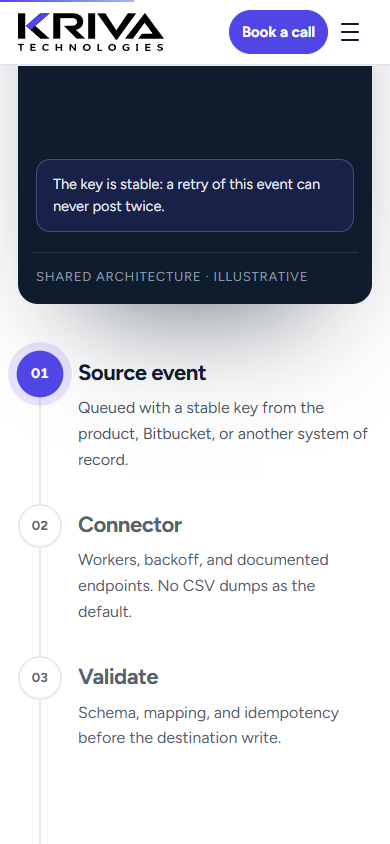 KRIVA
TECHNOLOGIES
Book a call
The key is stable: a retry of this event can
never post twice.
SHARED ARCHITECTURE · ILLUSTRATIVE
01
Source event
Queued with a stable key from the
product, Bitbucket, or another system of
record.
02
Connector
Workers, backoff, and documented
endpoints. No CSV dumps as the
default.
03
Validate
Schema, mapping, and idempotency
before the destination write.